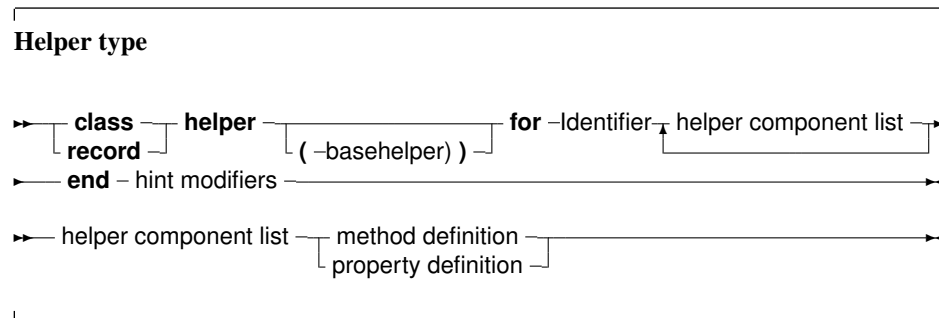 Helper type
class helper for Identifier helper component list
record ( basehelper) )
end hint modifiers
helper component list method definition
property definition